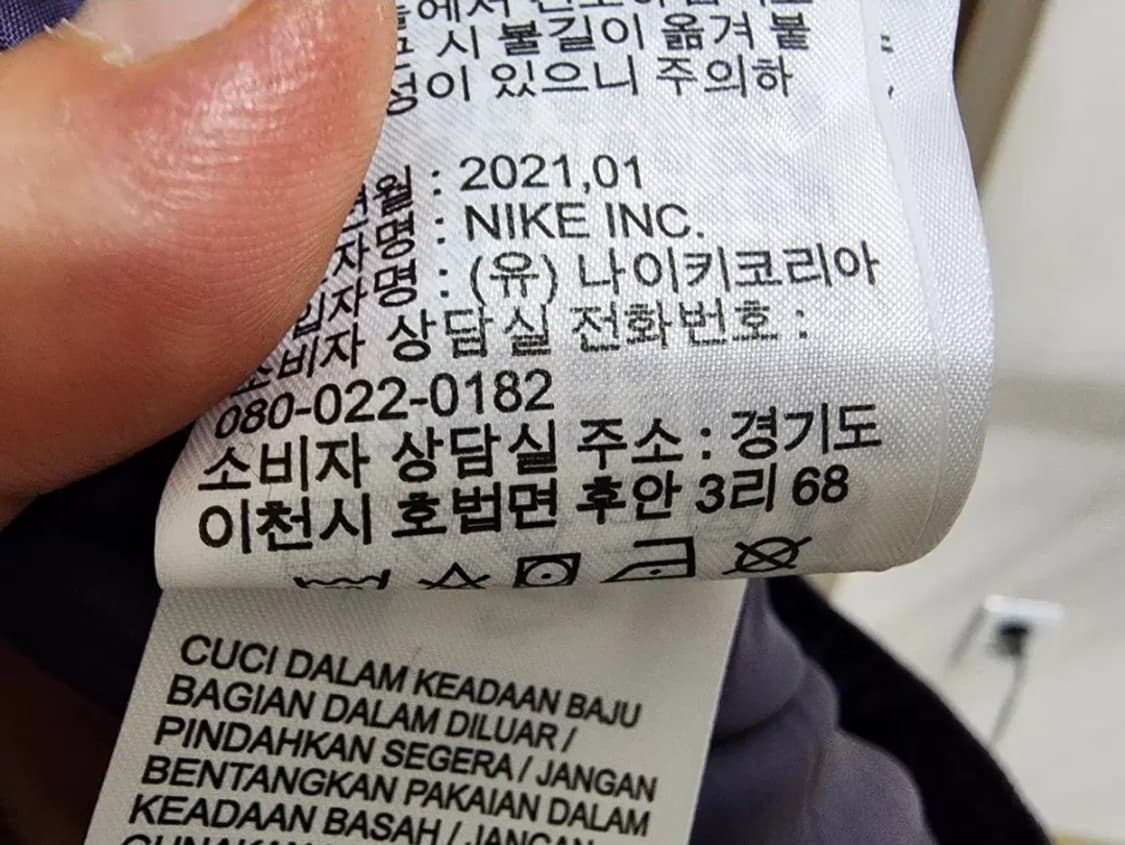 시 불길이 옮겨 붙
있으니 주의하
: 2021,01
: NIKE INC.
: (유) 나이키코리아
소비자 상담실 전화번호 :
080-022-0182
소비자 상담실 주소 : 경기도
이천시 호법면 후안 3리 68
CUCI DALAM KEADAAN BAJU
BAGIAN DALAM DILUAR /
PINDAHKAN SEGERA / JANGAN
BENTANGKAN PAKAIAN DALAM
KEADAAN BASAH / JANGAN